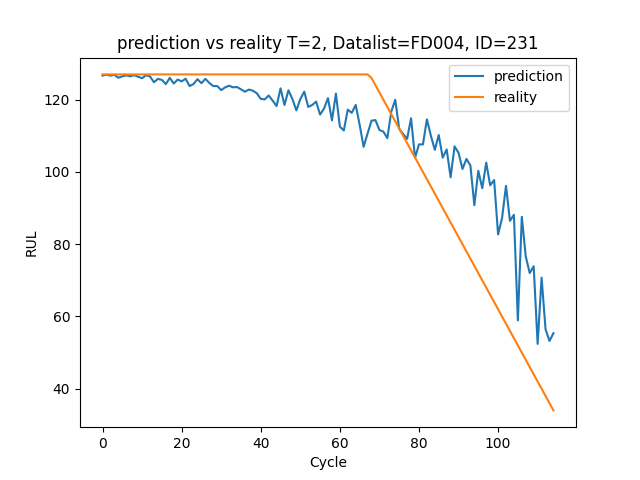 prediction vs reality T=2, Datalist=FD004, ID=231
prediction
reality
RUL
120
100
80
60
40
0 20 40 60 80 100
Cycle